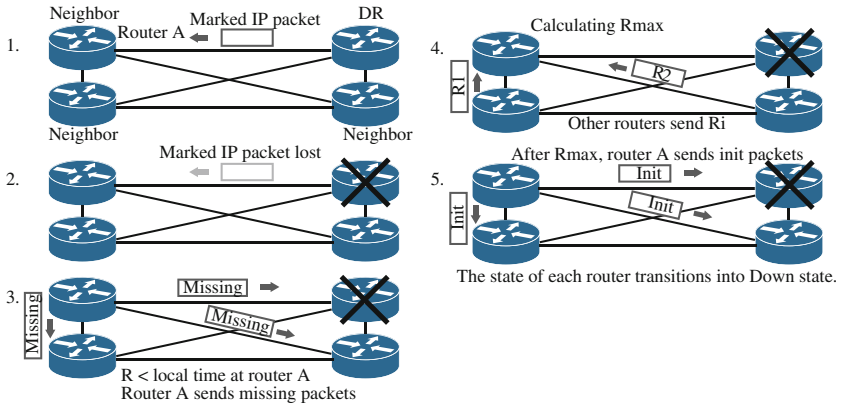 1.
Neighbor
Router A
Marked IP packet
DR
Neighbor
Neighbor
2.
Marked IP packet lost
3.
Missing
Missing
Missing
R < local time at router A
Router A sends missing packets
4.
Calculating Rmax
R1
R2
Other routers send Ri
5.
After Rmax, router A sends init packets
Init
Init
Init
The state of each router transitions into Down state.